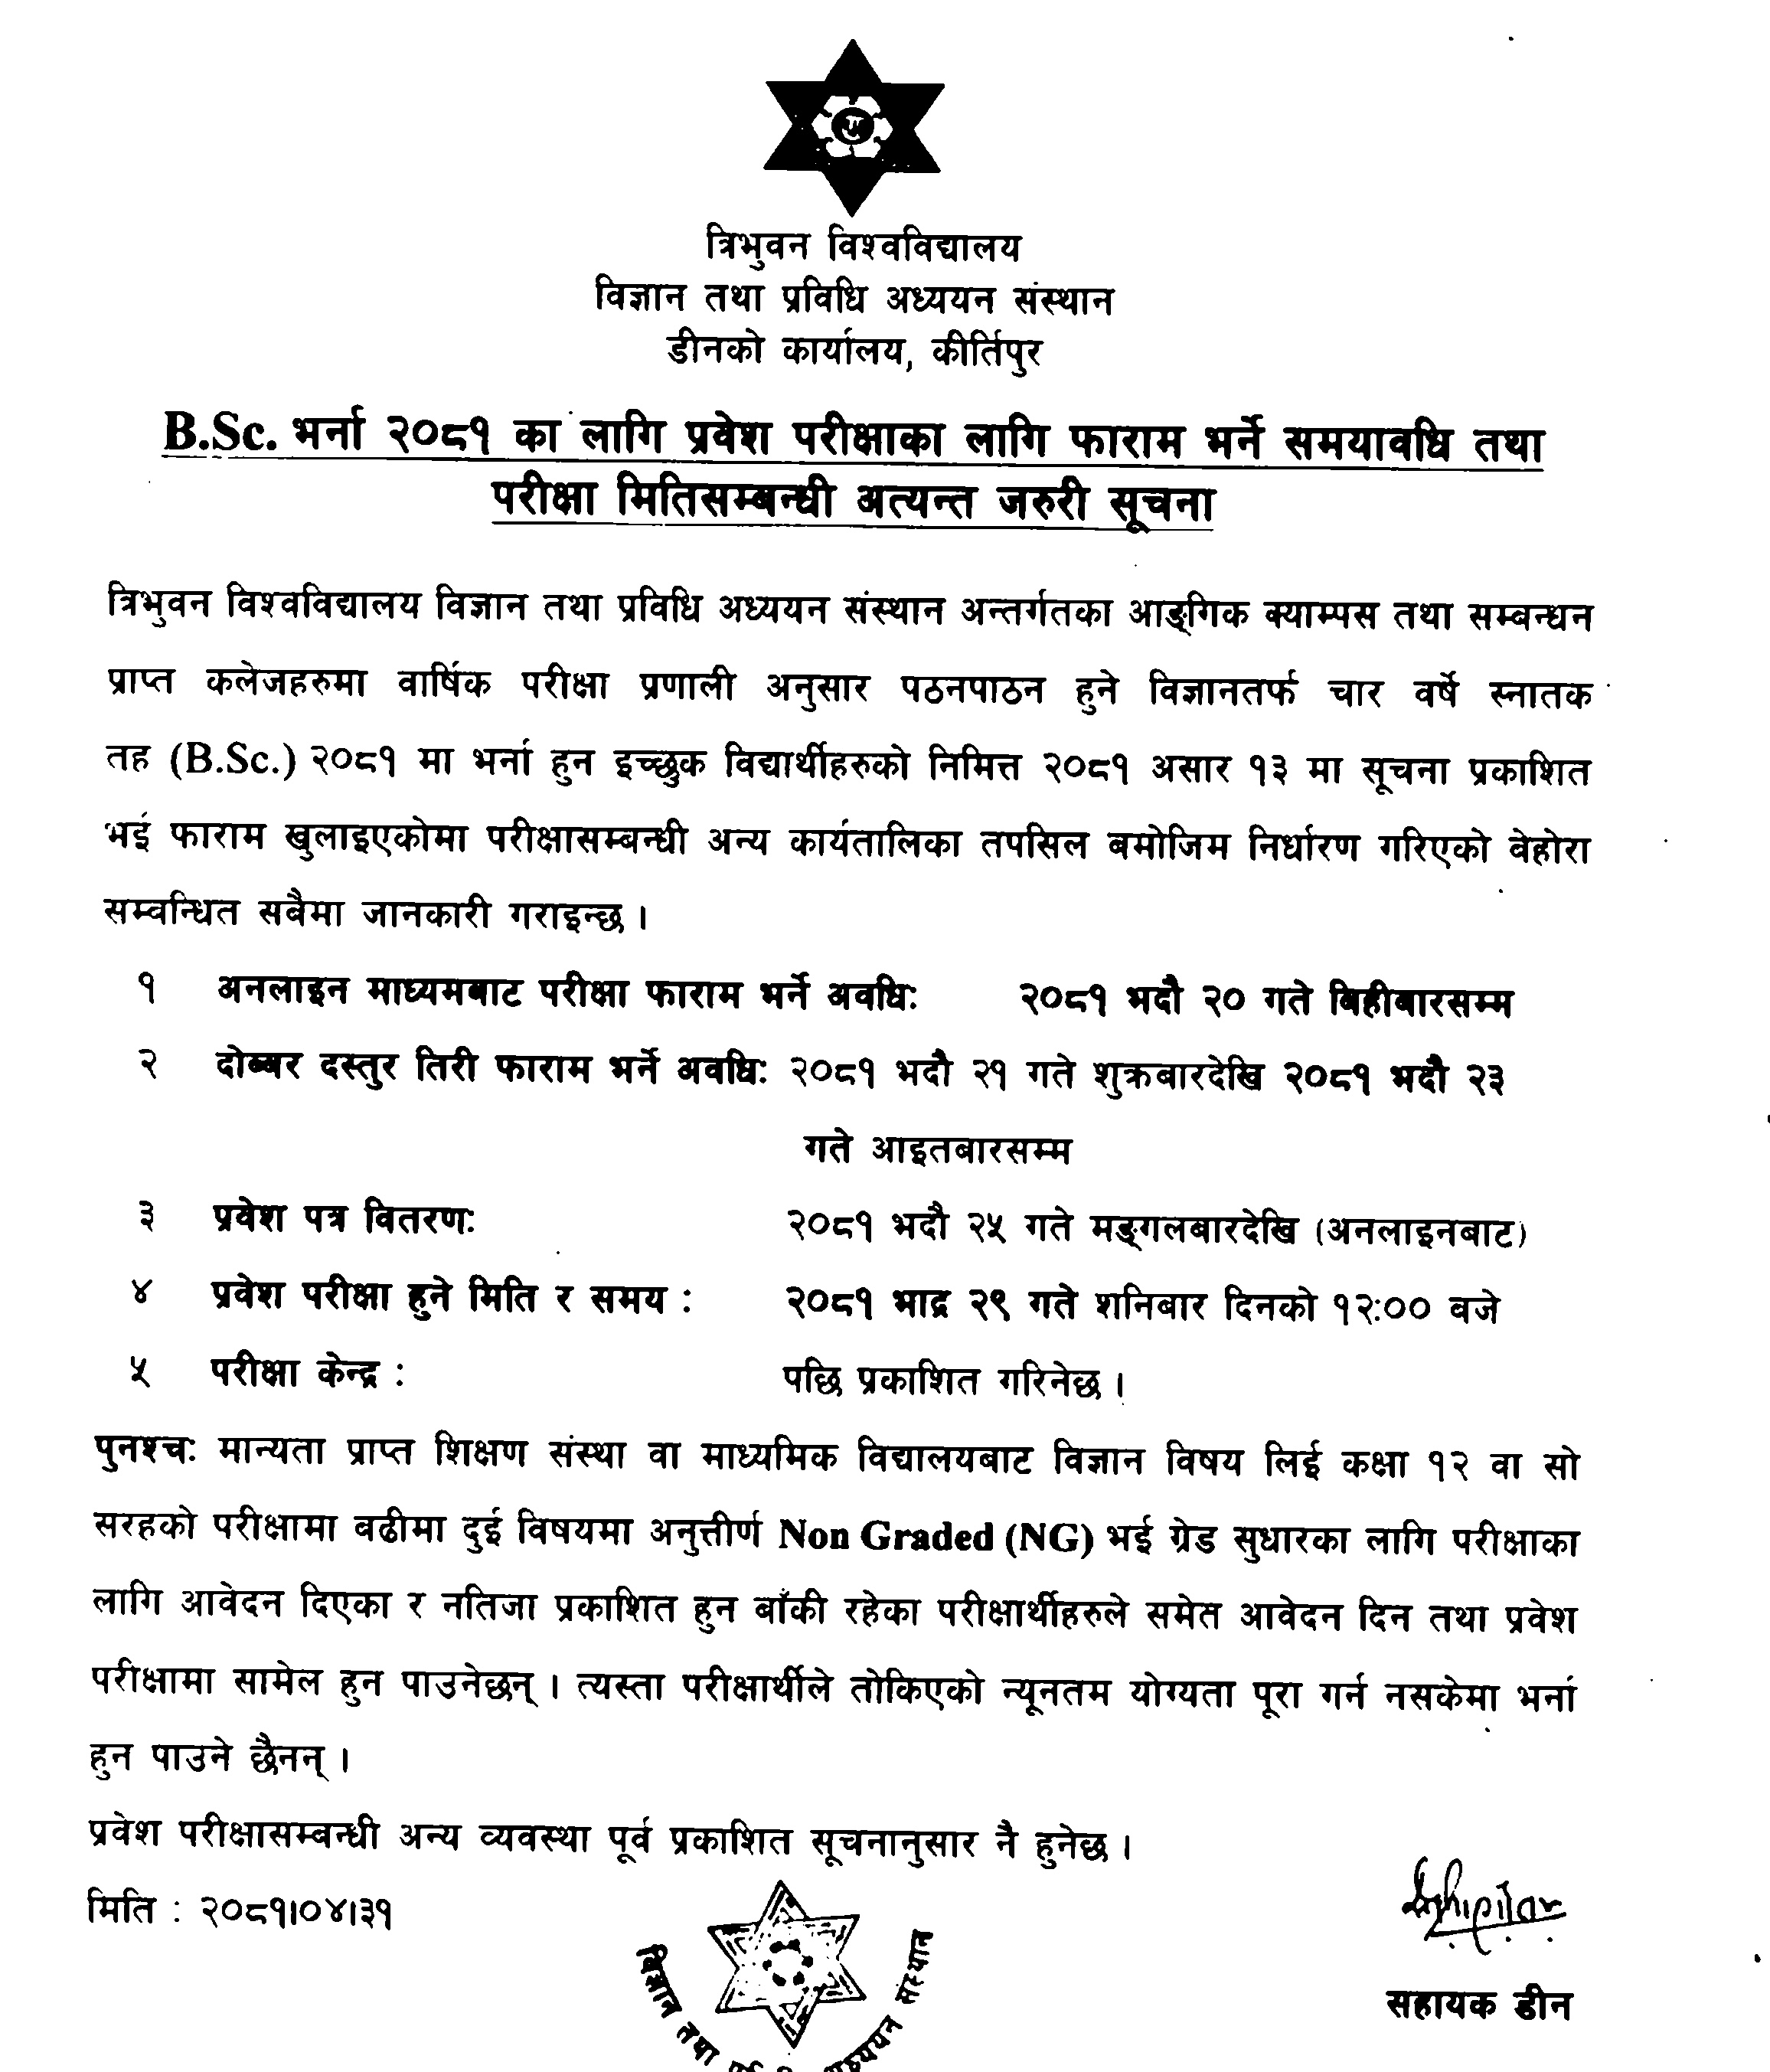 त्रिभुवन विश्वविद्यालय
विज्ञान तथा प्रविधि अध्ययन संस्थान
डीनको कार्यालय, कीर्तिपुर
B.Sc. भर्ना २०८१ का लागि प्रवेश परीक्षाका लागि फाराम भर्ने समयावधि तथा
परीक्षा मितिसम्बन्धी अत्यन्त जरुरी सूचना
त्रिभुवन विश्वविद्यालय विज्ञान तथा प्रविधि अध्ययन संस्थान अन्तर्गतका आङ्गिक क्याम्पस तथा सम्बन्धन
प्राप्त कलेजहरुमा वार्षिक परीक्षा प्रणाली अनुसार पठनपाठन हुने विज्ञानतर्फ चार वर्षे स्नातक
तह (B.Sc.) २०८१ मा भर्ना हुन इच्छुक विद्यार्थीहरुको निमित्त २०८१ असार १३ मा सूचना प्रकाशित
भई फाराम खुलाइएकोमा परीक्षासम्बन्धी अन्य कार्यतालिका तपसिल बमोजिम निर्धारण गरिएको वेहोरा
सम्वन्धित सबैमा जानकारी गराइन्छ ।
१ अनलाइन माध्यमबाट परीक्षा फाराम भर्ने अवधि: २०८१ भदौ २० गते बिहीबारसम्म
२ दोब्बर दस्तुर तिरी फाराम भर्ने अवधि: २०८१ भदौ २१ गते शुक्रबारदेखि २०८१ भदौ २३
गते आइतबारसम्म
३ प्रवेश पत्र वितरण: २०८१ भदौ २५ गते मङ्गलबारदेखि (अनलाइनबाट)
४ प्रवेश परीक्षा हुने मिति र समय : २०८१ भाद्र २९ गते शनिबार दिनको १२:०० वजे
५ परीक्षा केन्द्र : पछि प्रकाशित गरिनेछ ।
पुनश्च: मान्यता प्राप्त शिक्षण संस्था वा माध्यमिक विद्यालयबाट विज्ञान विषय लिई कक्षा १२ वा सो
सरहको परीक्षामा बढीमा दुई विषयमा अनुत्तीर्ण Non Graded (NG) भई ग्रेड सुधारका लागि परीक्षाका
लागि आवेदन दिएका र नतिजा प्रकाशित हुन बाँकी रहेका परीक्षार्थीहरुले समेत आवेदन दिन तथा प्रवेश
परीक्षामा सामेल हुन पाउनेछन् । त्यस्ता परीक्षार्थीले तोकिएको न्यूनतम योग्यता पूरा गर्न नसकेमा भर्ना
हुन पाउने छैनन् ।
प्रवेश परीक्षासम्बन्धी अन्य व्यवस्था पूर्व प्रकाशित सूचनानुसार नै हुनेछ ।
मिति : २०८१।०४।३१
विज्ञान तथा अध्ययन संस्थान
सहायक डीन